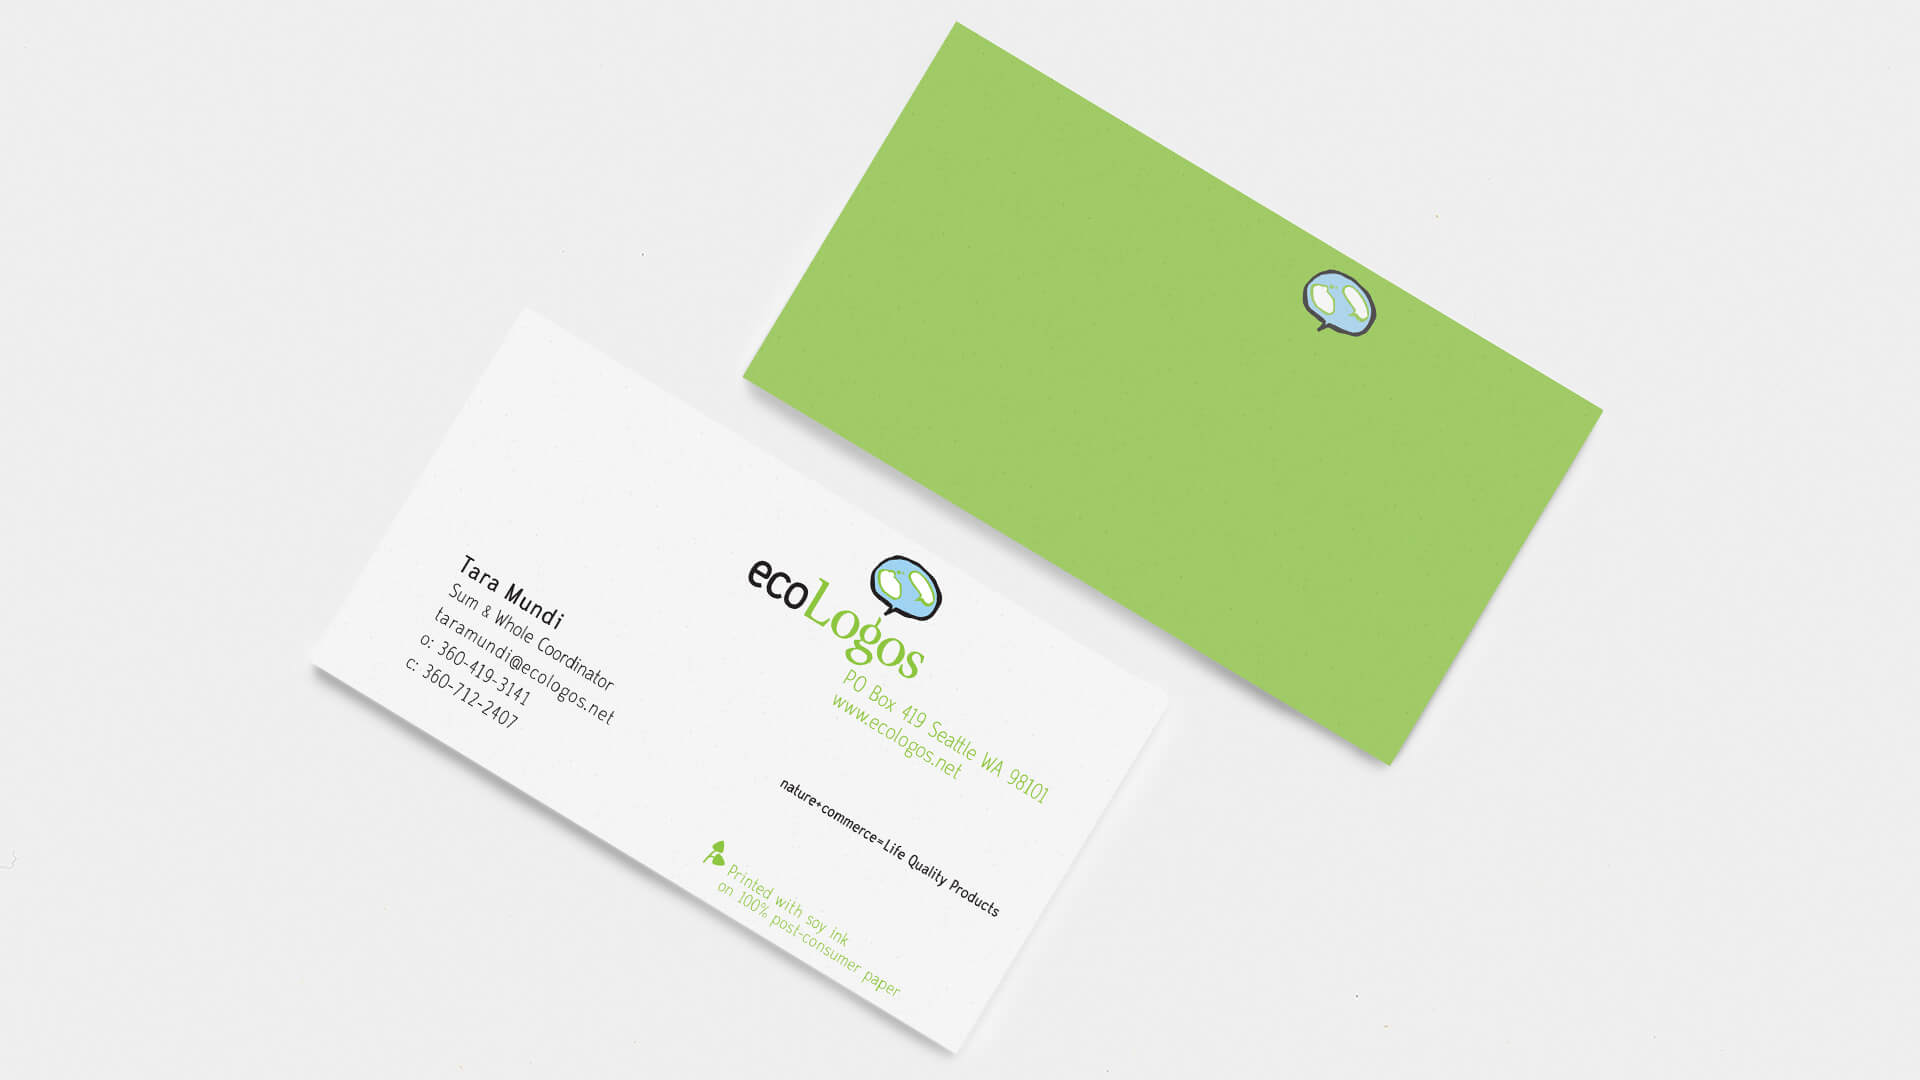 Tara Mundi
Sum & Whole Coordinator
taramundi@ecologos.net
o: 360-419-3141
c: 360-712-2407
ecoLogos
PO Box 419 Seattle WA 98101
www.ecologos.net
nature+commerce=Life Quality Products
Printed with soy ink
on 100% post-consumer paper